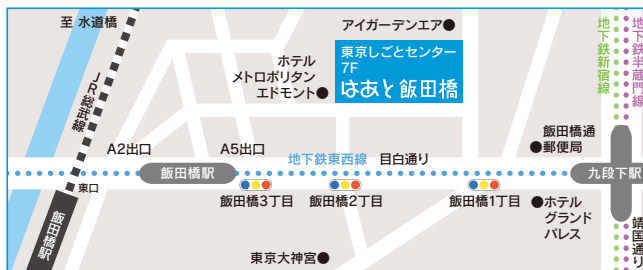 至 水道橋
アイガーデンエア
東京しごとセンター
7F
はあと飯田橋
ホテル
メトロポリタン
エドモント
JR総武線
地下鉄新宿線
地下鉄半蔵門線
A2出口
A5出口
地下鉄東西線
目白通り
飯田橋通
郵便局
飯田橋駅
九段下駅
東口
飯田橋3丁目
飯田橋2丁目
飯田橋1丁目
ホテル
グランド
パレス
飯田橋駅
靖国通り
東京大神宮